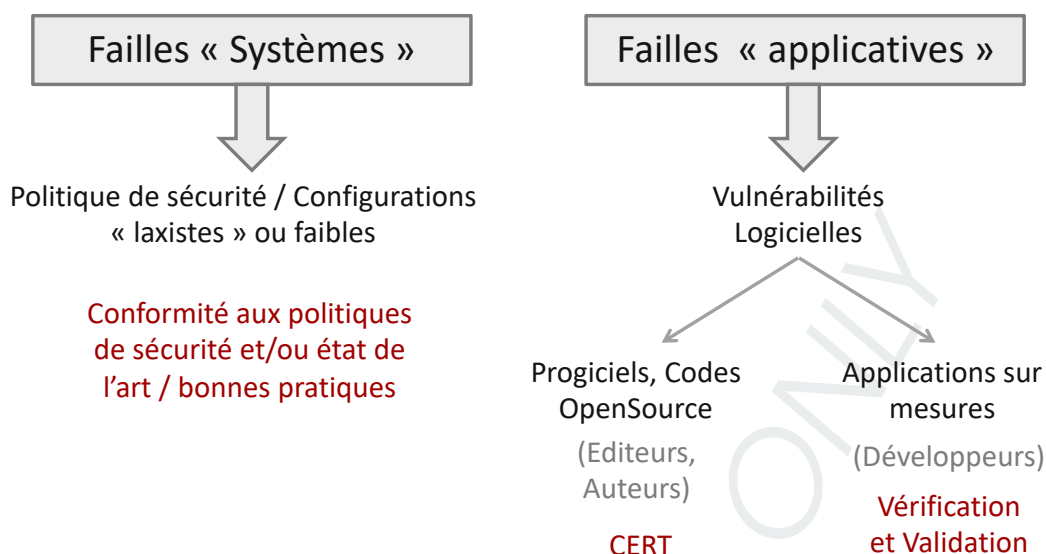 Failles « Systèmes »
Politique de sécurité / Configurations
« laxistes » ou faibles
Conformité aux politiques
de sécurité et/ou état de
l’art / bonnes pratiques
Failles « applicatives »
Vulnérabilités
Logicielles
Progiciels, Codes
OpenSource
(Editeurs,
Auteurs)
CERT
Applications sur
mesures
(Développeurs)
Vérification
et Validation
ONLY